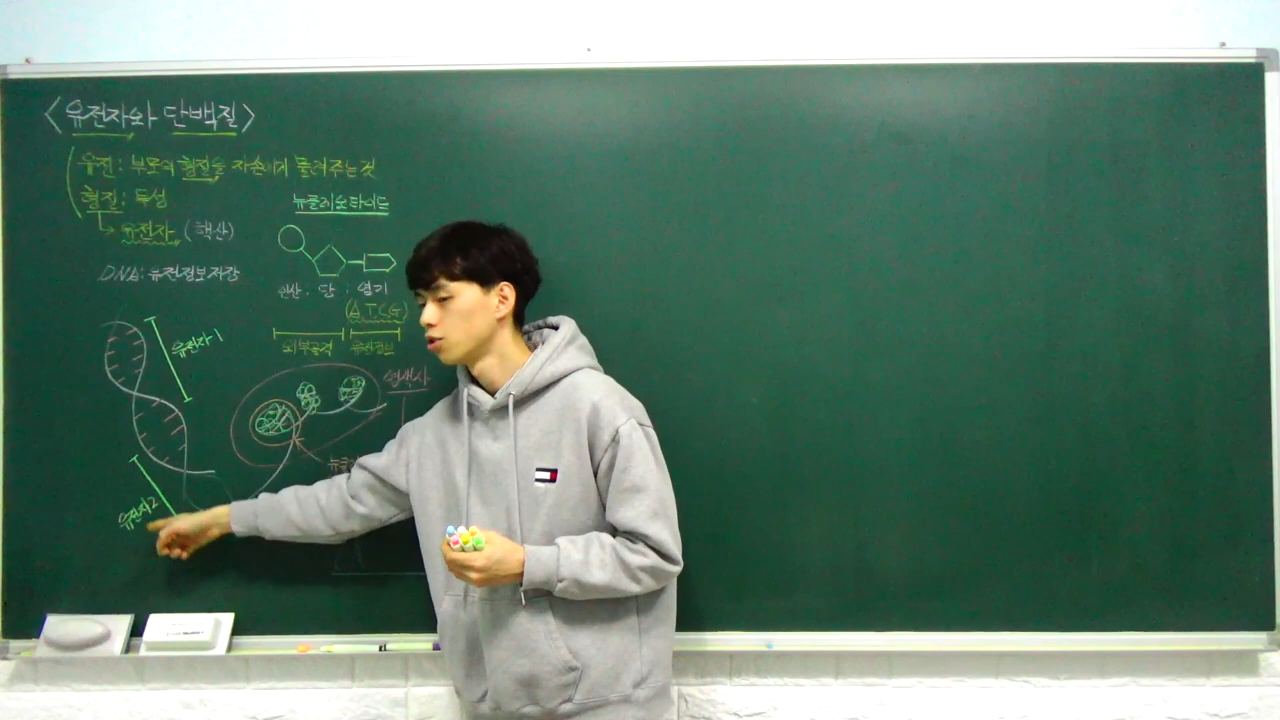 <유전자와 단백질>
유전: 부모의 형질을 자손에게 물려주는 것
형질: 특성
유전자 (핵산)
DNA: 유전정보저장
뉴클레오타이드
인산 : 당 : 염기
(A,T,C,G)
외부골격 유전정보
유전자1
염색사
유전자2